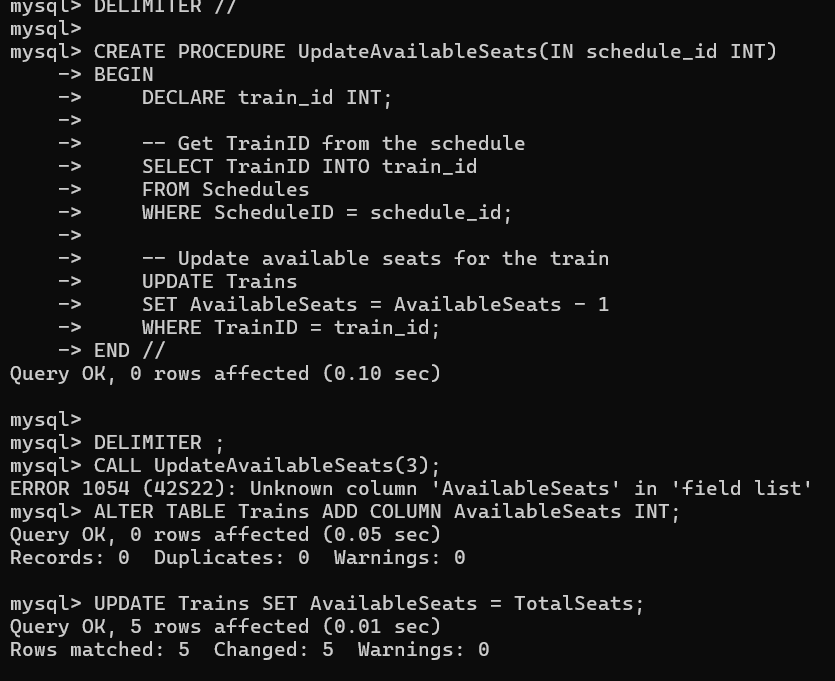 mysql> DELIMITER //
mysql>
mysql> CREATE PROCEDURE UpdateAvailableSeats(IN schedule_id INT)
    -> BEGIN
    ->     DECLARE train_id INT;
    ->
    ->     -- Get TrainID from the schedule
    ->     SELECT TrainID INTO train_id
    ->     FROM Schedules
    ->     WHERE ScheduleID = schedule_id;
    ->
    ->     -- Update available seats for the train
    ->     UPDATE Trains
    ->     SET AvailableSeats = AvailableSeats - 1
    ->     WHERE TrainID = train_id;
    -> END //
Query OK, 0 rows affected (0.10 sec)

mysql>
mysql> DELIMITER ;
mysql> CALL UpdateAvailableSeats(3);
ERROR 1054 (42S22): Unknown column 'AvailableSeats' in 'field list'
mysql> ALTER TABLE Trains ADD COLUMN AvailableSeats INT;
Query OK, 0 rows affected (0.05 sec)
Records: 0  Duplicates: 0  Warnings: 0

mysql> UPDATE Trains SET AvailableSeats = TotalSeats;
Query OK, 5 rows affected (0.01 sec)
Rows matched: 5  Changed: 5  Warnings: 0